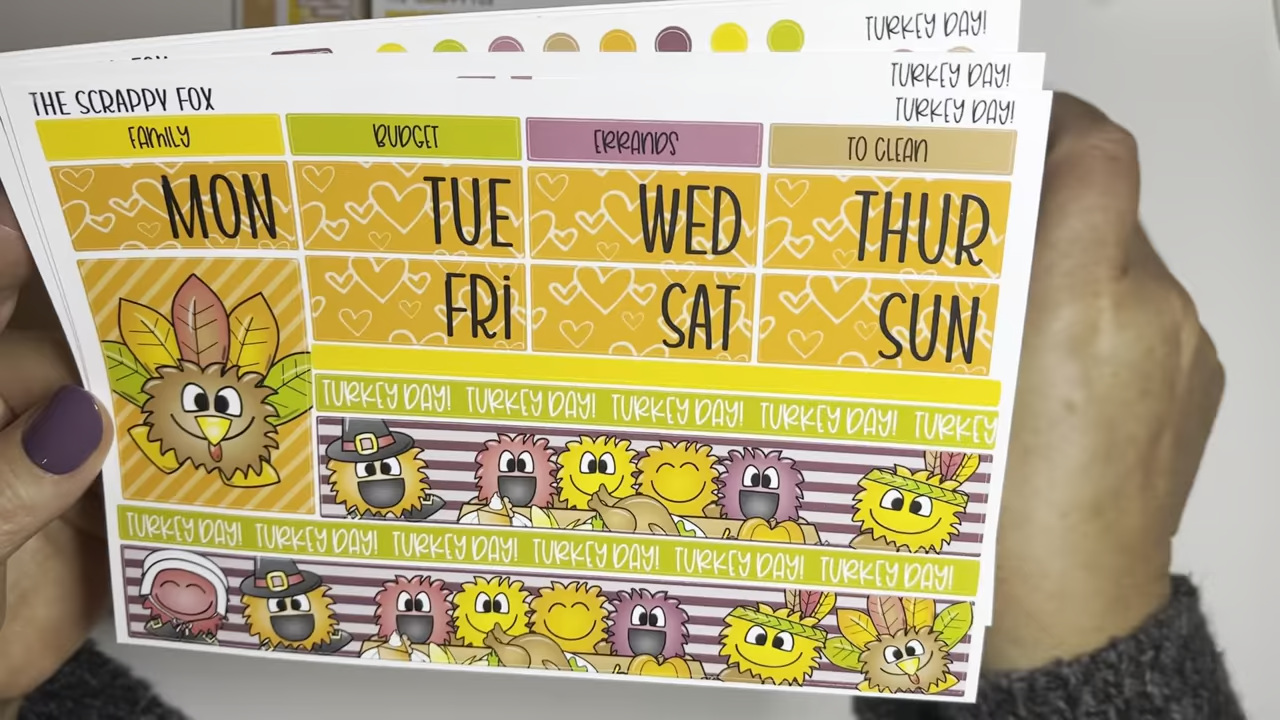 TURKEY DAY!
TURKEY DAY!
THE SCRAPPY FOX TURKEY DAY!
FAMILY BUDGET ERRANDS TO CLEAN
MON TUE WED THUR
FRI SAT SUN
TURKEY DAY! TURKEY DAY! TURKEY DAY! TURKEY DAY! TURKEY
TURKEY DAY! TURKEY DAY! TURKEY DAY! TURKEY DAY! TURKEY DAY! TURKEY DAY!